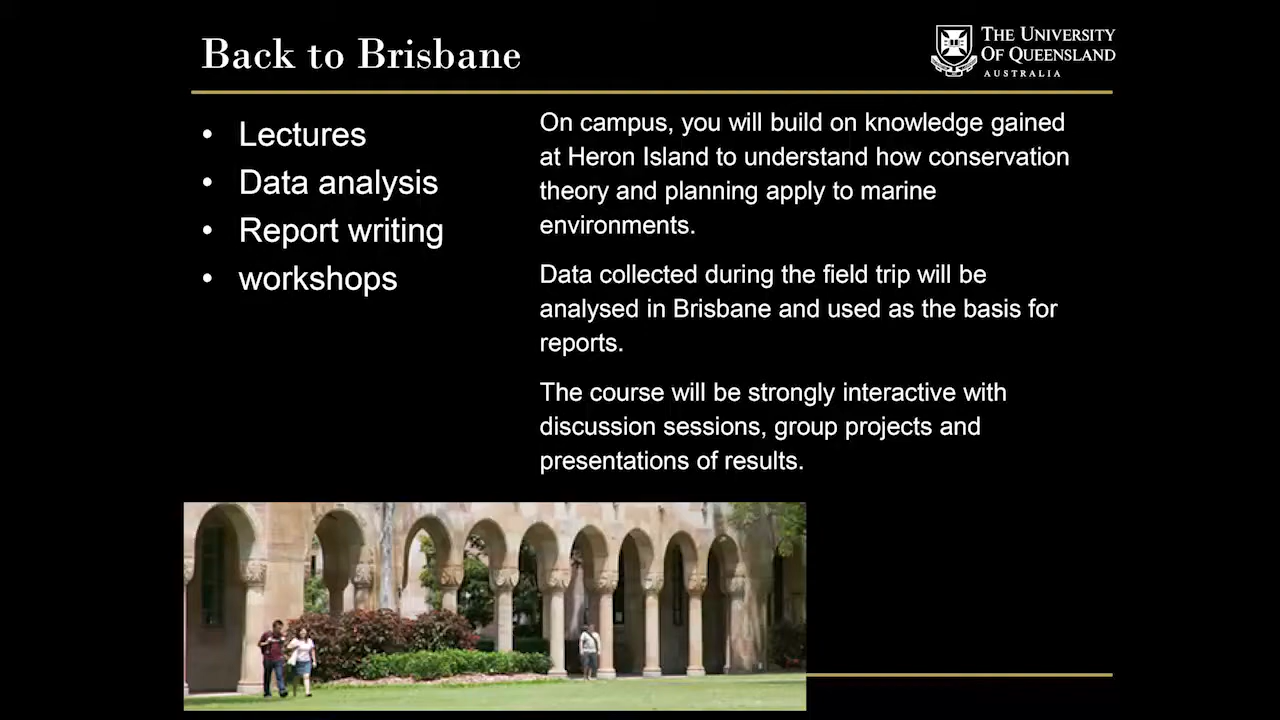 Back to Brisbane
THE UNIVERSITY
OF QUEENSLAND
AUSTRALIA
• Lectures
• Data analysis
• Report writing
• workshops
On campus, you will build on knowledge gained
at Heron Island to understand how conservation
theory and planning apply to marine
environments.
Data collected during the field trip will be
analysed in Brisbane and used as the basis for
reports.
The course will be strongly interactive with
discussion sessions, group projects and
presentations of results.